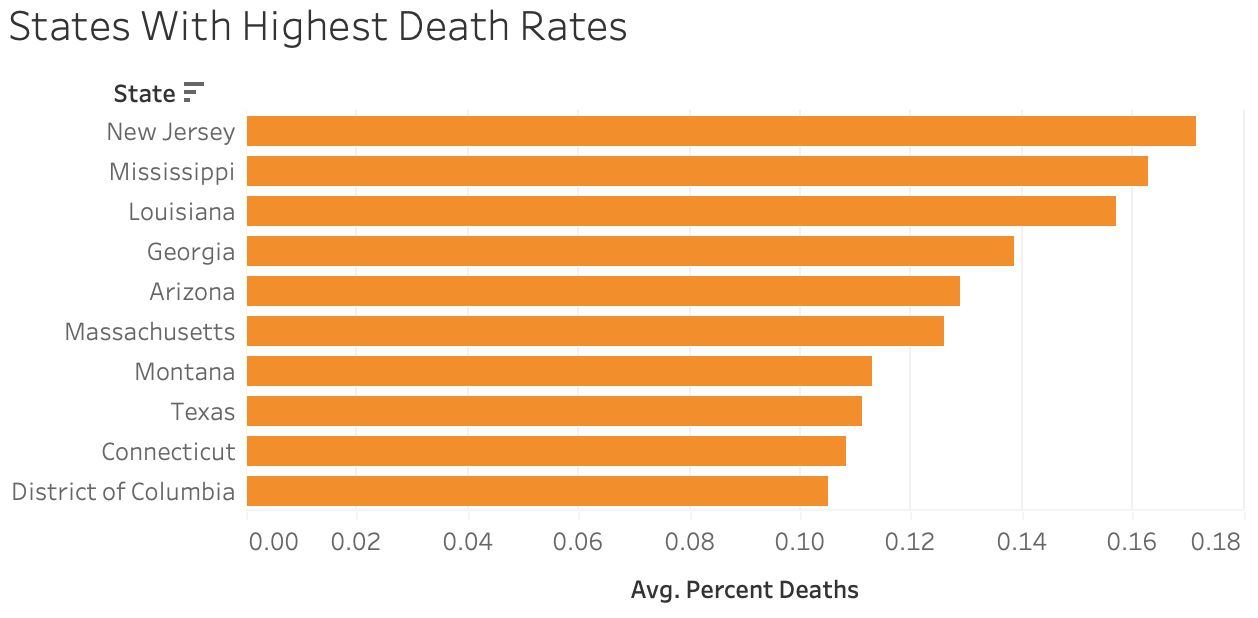 States With Highest Death Rates
State
New Jersey
Mississippi
Louisiana
Georgia
Arizona
Massachusetts
Montana
Texas
Connecticut
District of Columbia
0.00 0.02 0.04 0.06 0.08 0.10 0.12 0.14 0.16 0.18
Avg. Percent Deaths